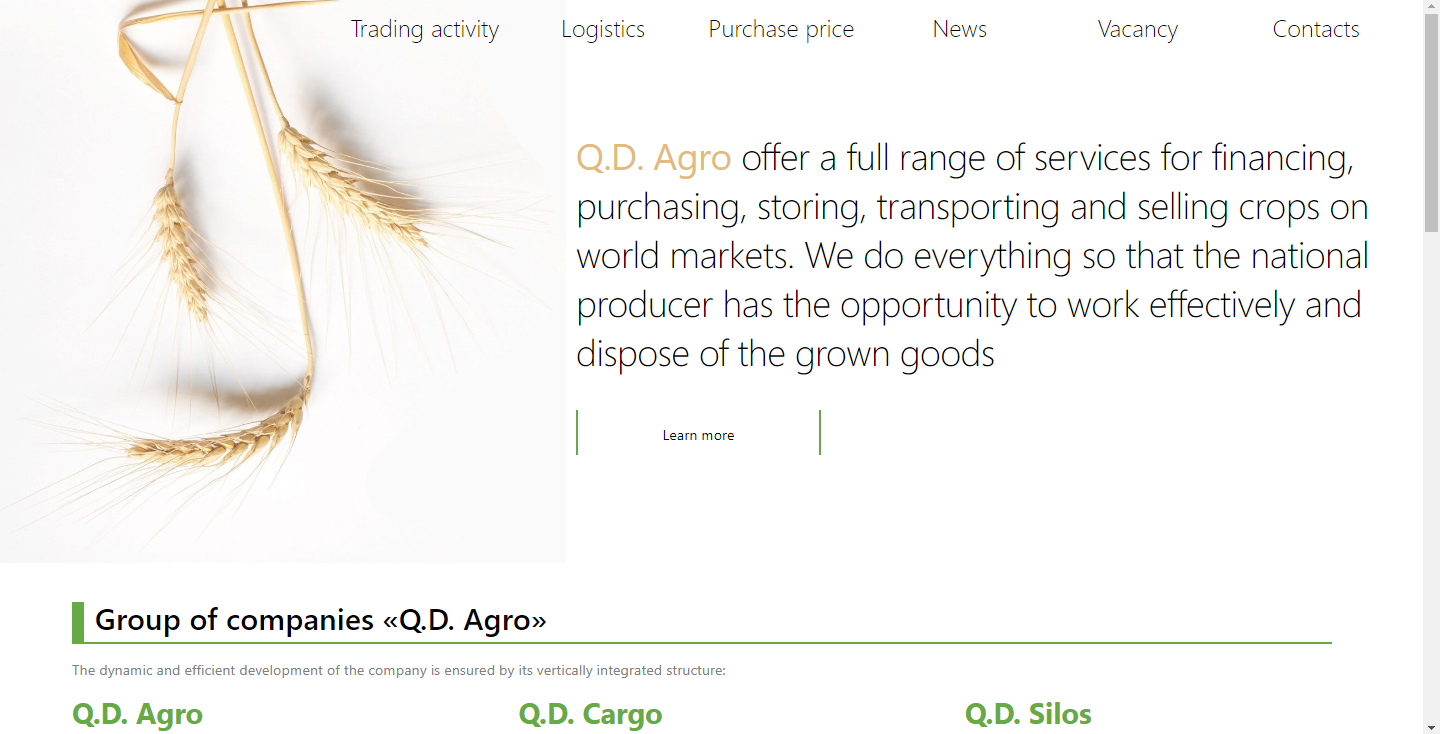 Trading activity Logistics Purchase price News Vacancy Contacts
Q.D. Agro offer a full range of services for financing,
purchasing, storing, transporting and selling crops on
world markets. We do everything so that the national
producer has the opportunity to work effectively and
dispose of the grown goods
Learn more
Group of companies «Q.D. Agro»
The dynamic and efficient development of the company is ensured by its vertically integrated structure:
Q.D. Agro Q.D. Cargo Q.D. Silos